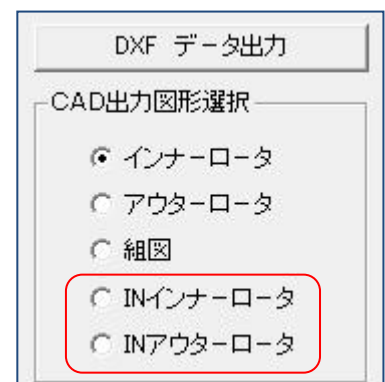 DXF データ出力
CAD出力図形選択
インナーロータ
アウターロータ
組図
INインナーロータ
INアウターロータ